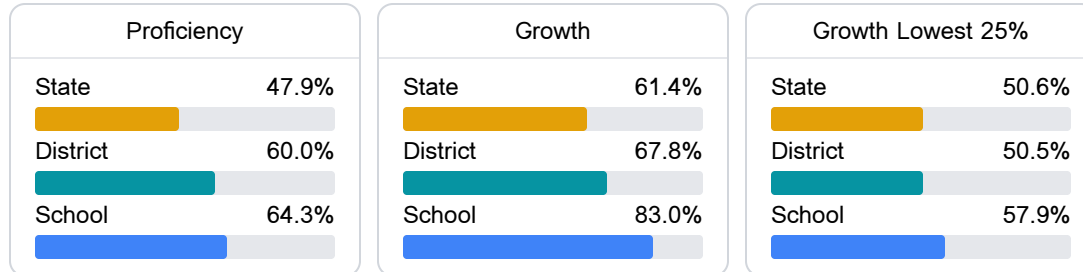 Proficiency
State 47.9%
District 60.0%
School 64.3%
Growth
State 61.4%
District 67.8%
School 83.0%
Growth Lowest 25%
State 50.6%
District 50.5%
School 57.9%